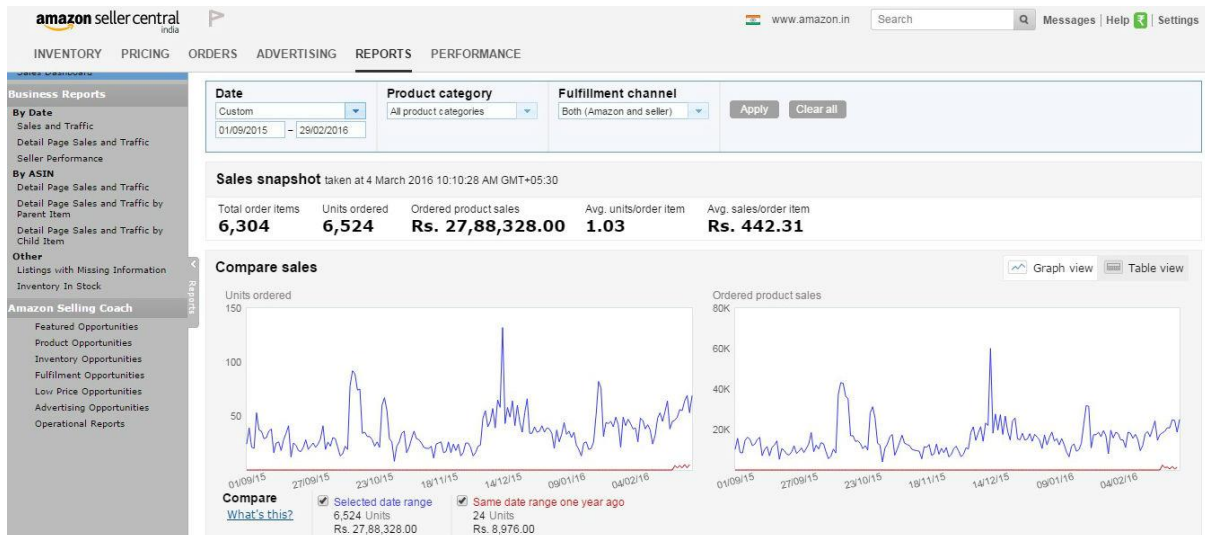 amazon seller central
india
www.amazon.in
Search
Messages | Help | Settings
INVENTORY PRICING ORDERS ADVERTISING REPORTS PERFORMANCE
Sales Dashboard
Business Reports
By Date
Sales and Traffic
Detail Page Sales and Traffic
Seller Performance
By ASIN
Detail Page Sales and Traffic
Detail Page Sales and Traffic by
Parent Item
Detail Page Sales and Traffic by
Child Item
Other
Listings with Missing Information
Inventory In Stock
Amazon Selling Coach
Featured Opportunities
Product Opportunities
Inventory Opportunities
Fulfilment Opportunities
Low Price Opportunities
Advertising Opportunities
Operational Reports
Reports
Date Product category Fulfillment channel
Custom All product categories Both (Amazon and seller) Apply Clear all
01/09/2015 – 29/02/2016
Sales snapshot taken at 4 March 2016 10:10:28 AM GMT+05:30
Total order items Units ordered Ordered product sales Avg. units/order item Avg. sales/order item
6,304 6,524 Rs. 27,88,328.00 1.03 Rs. 442.31
Compare sales
Graph view Table view
Units ordered
150
100
50
01/09/15 27/09/15 23/10/15 18/11/15 14/12/15 09/01/16 04/02/16
Ordered product sales
80K
60K
40K
20K
01/09/15 27/09/15 23/10/15 18/11/15 14/12/15 09/01/16 04/02/16
Compare
What's this?
Selected date range
6,524 Units
Rs. 27,88,328.00
Same date range one year ago
24 Units
Rs. 8,976.00